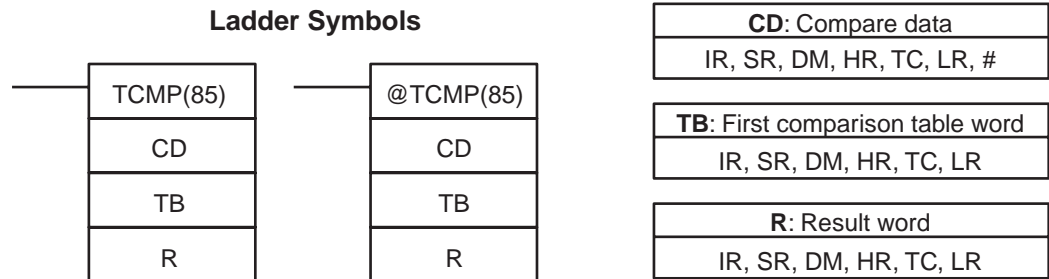 Ladder Symbols
TCMP(85)
CD
TB
R
@TCMP(85)
CD
TB
R
CD: Compare data
IR, SR, DM, HR, TC, LR, #
TB: First comparison table word
IR, SR, DM, HR, TC, LR
R: Result word
IR, SR, DM, HR, TC, LR